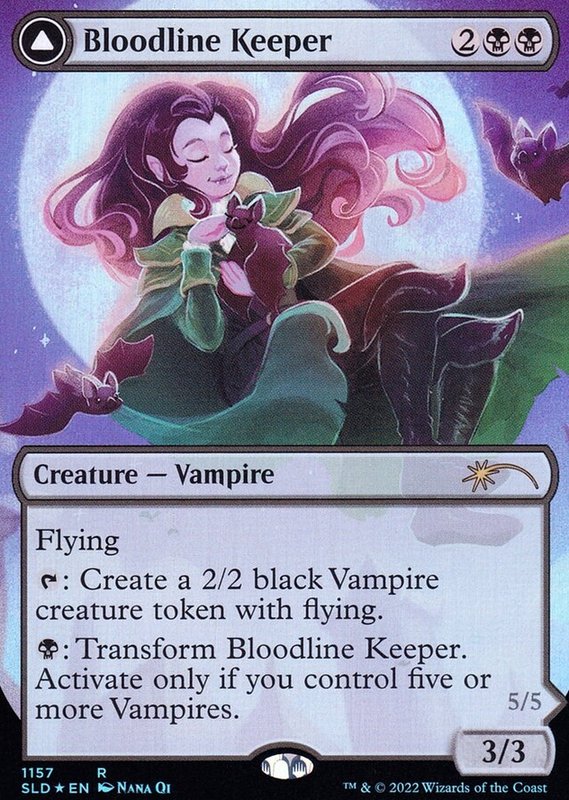 Bloodline Keeper 2
Creature — Vampire
Flying
: Create a 2/2 black Vampire
creature token with flying.
: Transform Bloodline Keeper.
Activate only if you control five or
more Vampires.
5/5
3/3
1157 R
SLD ★ EN Nana Qi
™ & © 2022 Wizards of the Coast